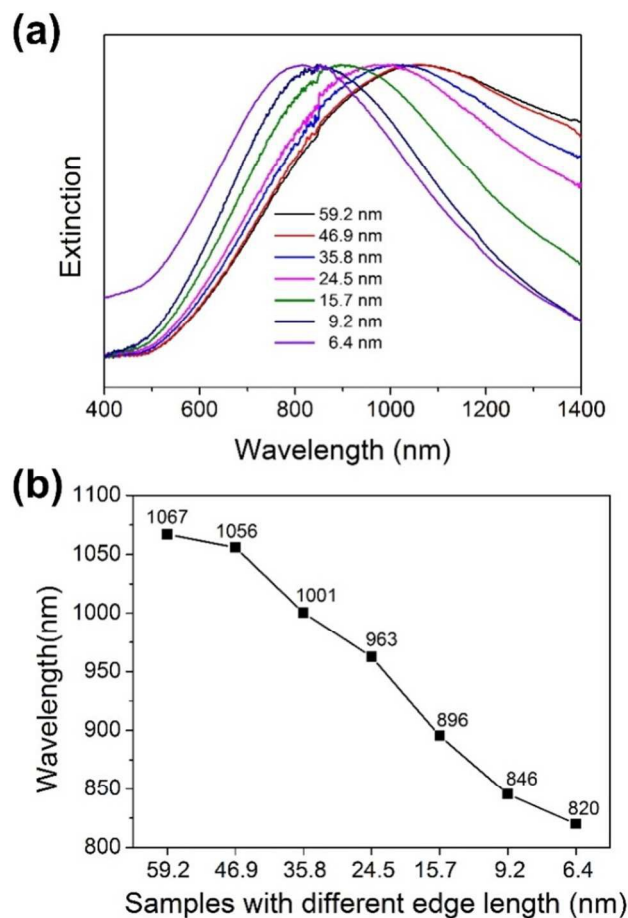 (a)
Extinction
59.2 nm
46.9 nm
35.8 nm
24.5 nm
15.7 nm
9.2 nm
6.4 nm
400 600 800 1000 1200 1400
Wavelength (nm)
(b)
Wavelength(nm)
1100
1050
1000
950
900
850
800
1067
1056
1001
963
896
846
820
59.2 46.9 35.8 24.5 15.7 9.2 6.4
Samples with different edge length (nm)